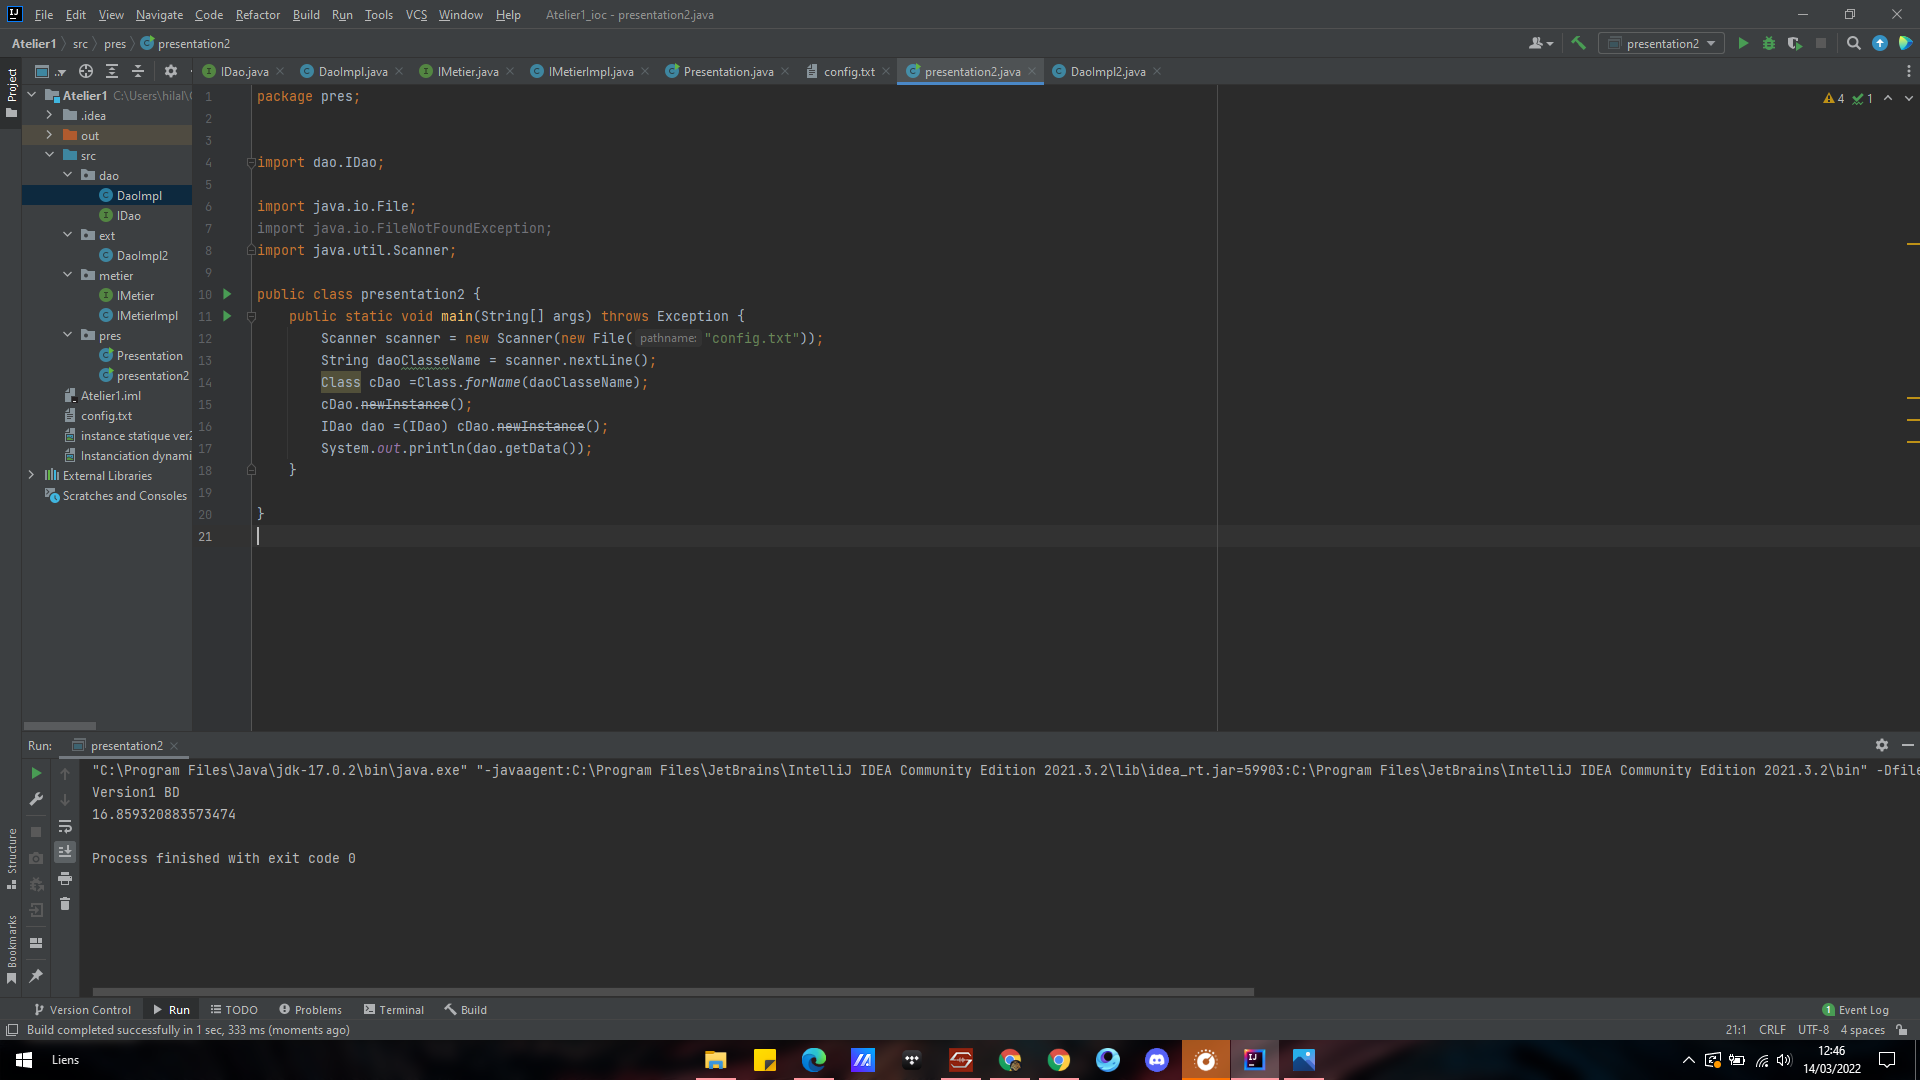 File Edit View Navigate Code Refactor Build Run Tools VCS Window Help Atelier1_ioc - presentation2.java
Atelier1 src pres presentation2
presentation2
Project
IDao.java DaoImpl.java IMetier.java IMetierImpl.java Presentation.java config.txt presentation2.java DaoImpl2.java
Atelier1 C:\Users\hilal\
.idea
out
src
dao
DaoImpl
IDao
ext
DaoImpl2
metier
IMetier
IMetierImpl
pres
Presentation
presentation2
Atelier1.iml
config.txt
instance statique ver2
Instanciation dynami
External Libraries
Scratches and Consoles
4 1
1 package pres;
2
3
4 import dao.IDao;
5
6 import java.io.File;
7 import java.io.FileNotFoundException;
8 import java.util.Scanner;
9
10 public class presentation2 {
11 public static void main(String[] args) throws Exception {
12 Scanner scanner = new Scanner(new File( pathname: "config.txt"));
13 String daoClasseName = scanner.nextLine();
14 Class cDao =Class.forName(daoClasseName);
15 cDao.newInstance();
16 IDao dao =(IDao) cDao.newInstance();
17 System.out.println(dao.getData());
18 }
19
20 }
21
Run: presentation2
"C:\Program Files\Java\jdk-17.0.2\bin\java.exe" "-javaagent:C:\Program Files\JetBrains\IntelliJ IDEA Community Edition 2021.3.2\lib\idea_rt.jar=59903:C:\Program Files\JetBrains\IntelliJ IDEA Community Edition 2021.3.2\bin" -Dfile
Version1 BD
16.859320883573474
Process finished with exit code 0
Structure
Bookmarks
Version Control Run TODO Problems Terminal Build
1 Event Log
Build completed successfully in 1 sec, 333 ms (moments ago)
21:1 CRLF UTF-8 4 spaces
Liens
12:46
14/03/2022